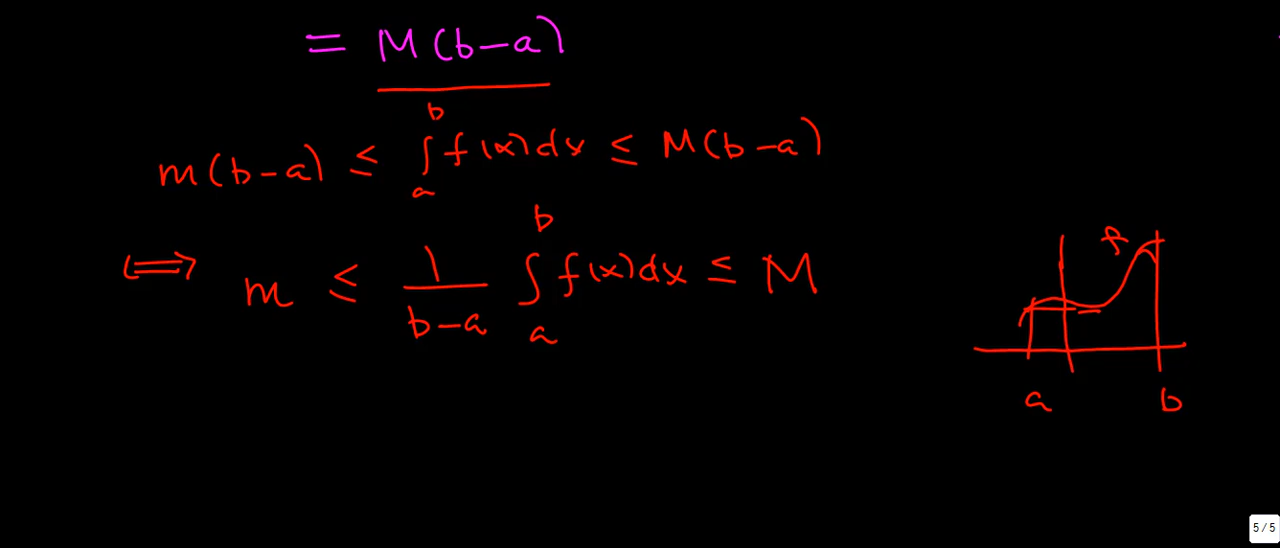 = M(b-a)
m(b-a) ≤ ∫_a^b f(x)dx ≤ M(b-a)
⟺ m ≤ 1/(b-a) ∫_a^b f(x)dx ≤ M
f
a b
5/5